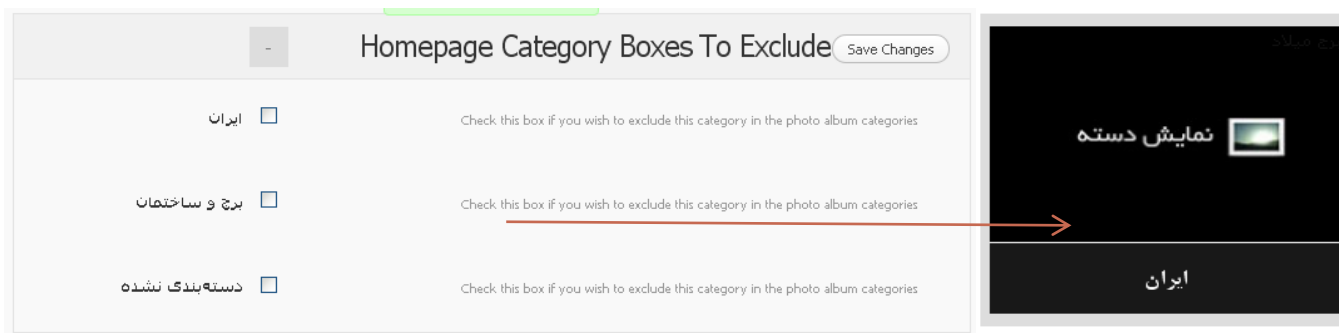 Homepage Category Boxes To Exclude
Save Changes
-
ایران
Check this box if you wish to exclude this category in the photo album categories
برج و ساختمان
Check this box if you wish to exclude this category in the photo album categories
دسته‌بندی نشده
Check this box if you wish to exclude this category in the photo album categories
برج میلاد
نمایش دسته
ایران